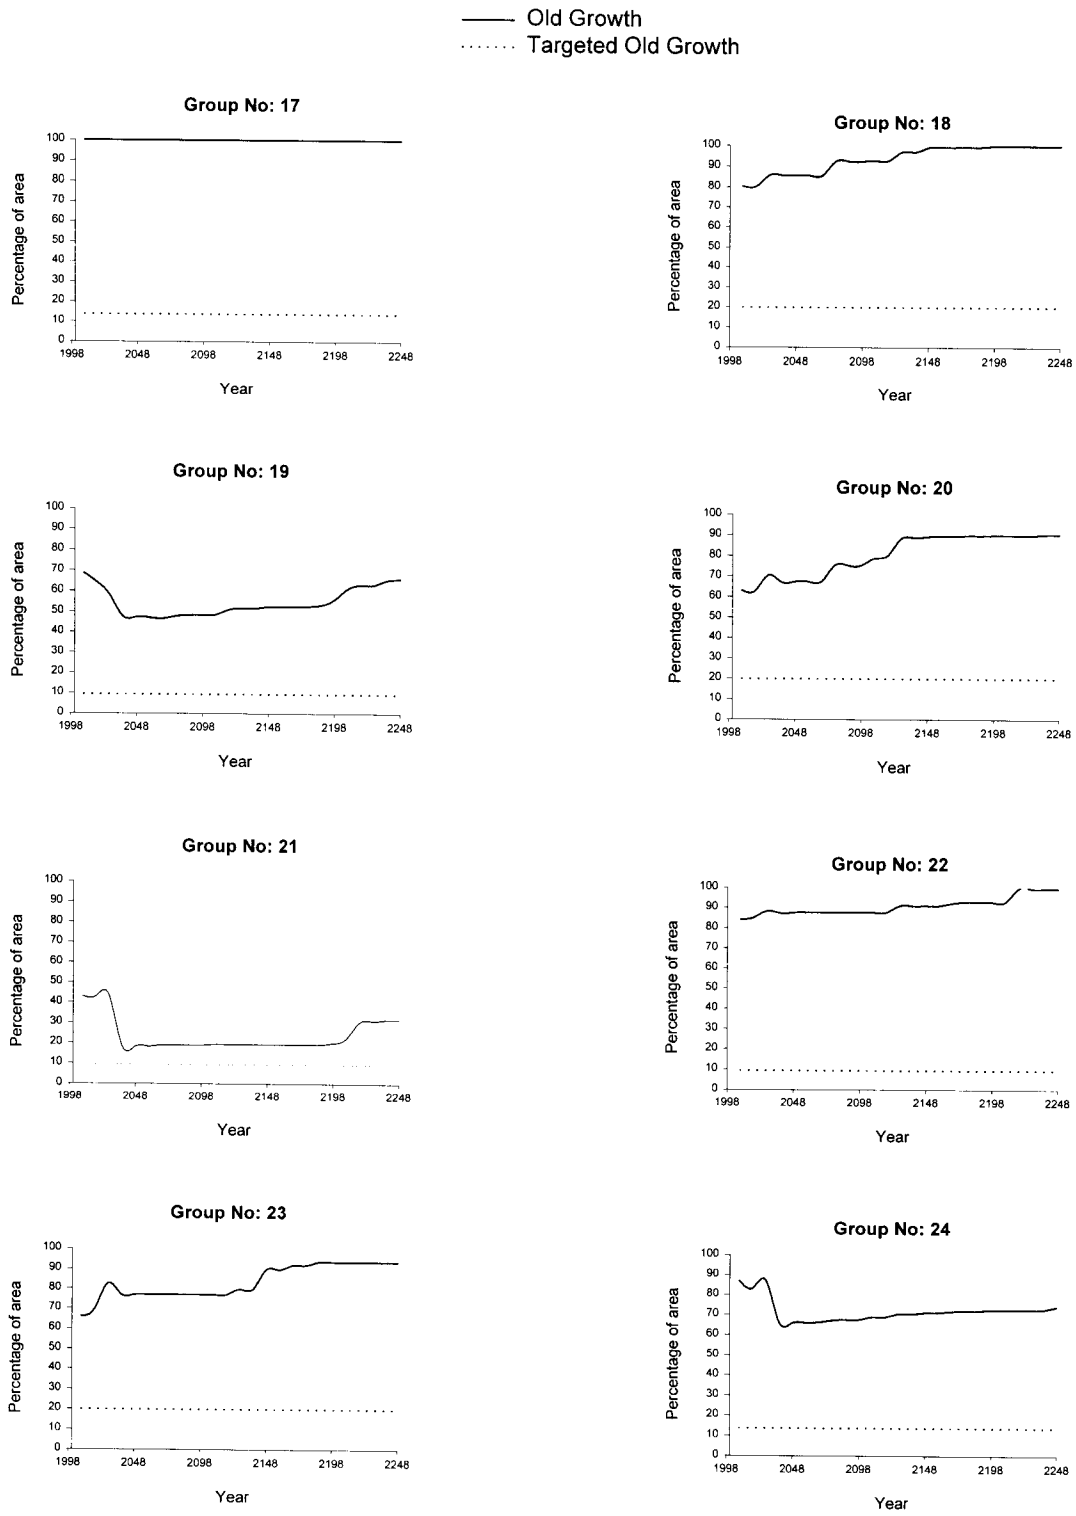 Old Growth
Targeted Old Growth
Group No: 17
Percentage of area
100
90
80
70
60
50
40
30
20
10
0
1998 2048 2098 2148 2198 2248
Year
Group No: 18
Percentage of area
100
90
80
70
60
50
40
30
20
10
0
1998 2048 2098 2148 2198 2248
Year
Group No: 19
Percentage of area
100
90
80
70
60
50
40
30
20
10
0
1998 2048 2098 2148 2198 2248
Year
Group No: 20
Percentage of area
100
90
80
70
60
50
40
30
20
10
0
1998 2048 2098 2148 2198 2248
Year
Group No: 21
Percentage of area
100
90
80
70
60
50
40
30
20
10
0
1998 2048 2098 2148 2198 2248
Year
Group No: 22
Percentage of area
100
90
80
70
60
50
40
30
20
10
0
1998 2048 2098 2148 2198 2248
Year
Group No: 23
Percentage of area
100
90
80
70
60
50
40
30
20
10
0
1998 2048 2098 2148 2198 2248
Year
Group No: 24
Percentage of area
100
90
80
70
60
50
40
30
20
10
0
1998 2048 2098 2148 2198 2248
Year